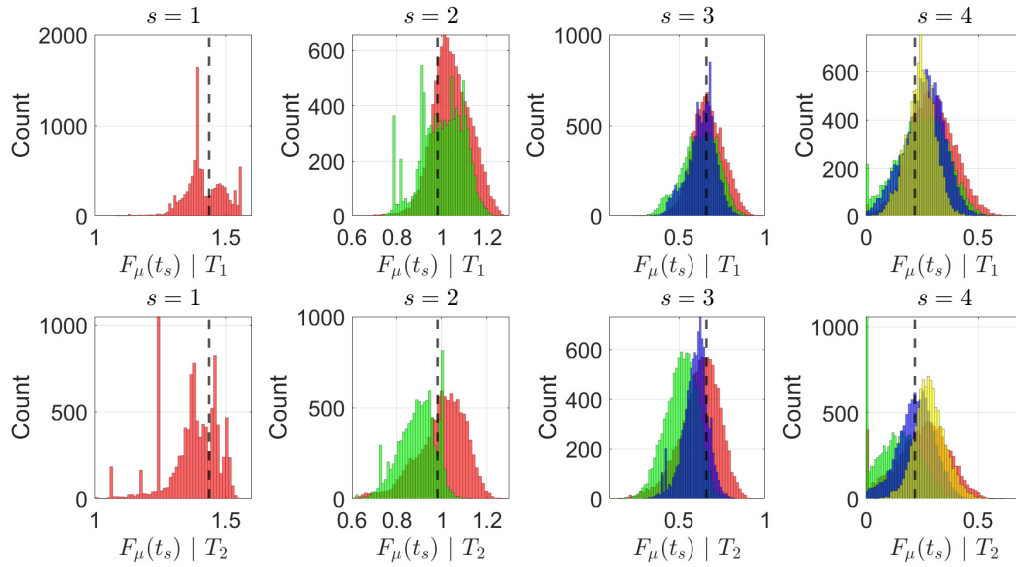 s = 1
s = 2
s = 3
s = 4
2000
1000
0
Count
1
1.5
F_μ(t_s) | T_1
600
400
200
0
Count
0.6
0.8
1
1.2
F_μ(t_s) | T_1
1000
500
0
Count
0.5
1
F_μ(t_s) | T_1
600
400
200
0
Count
0
0.5
F_μ(t_s) | T_1
s = 1
s = 2
s = 3
s = 4
1000
500
0
Count
1
1.5
F_μ(t_s) | T_2
1000
500
0
Count
0.6
0.8
1
1.2
F_μ(t_s) | T_2
600
400
200
0
Count
0.5
1
F_μ(t_s) | T_2
1000
500
0
Count
0
0.5
F_μ(t_s) | T_2